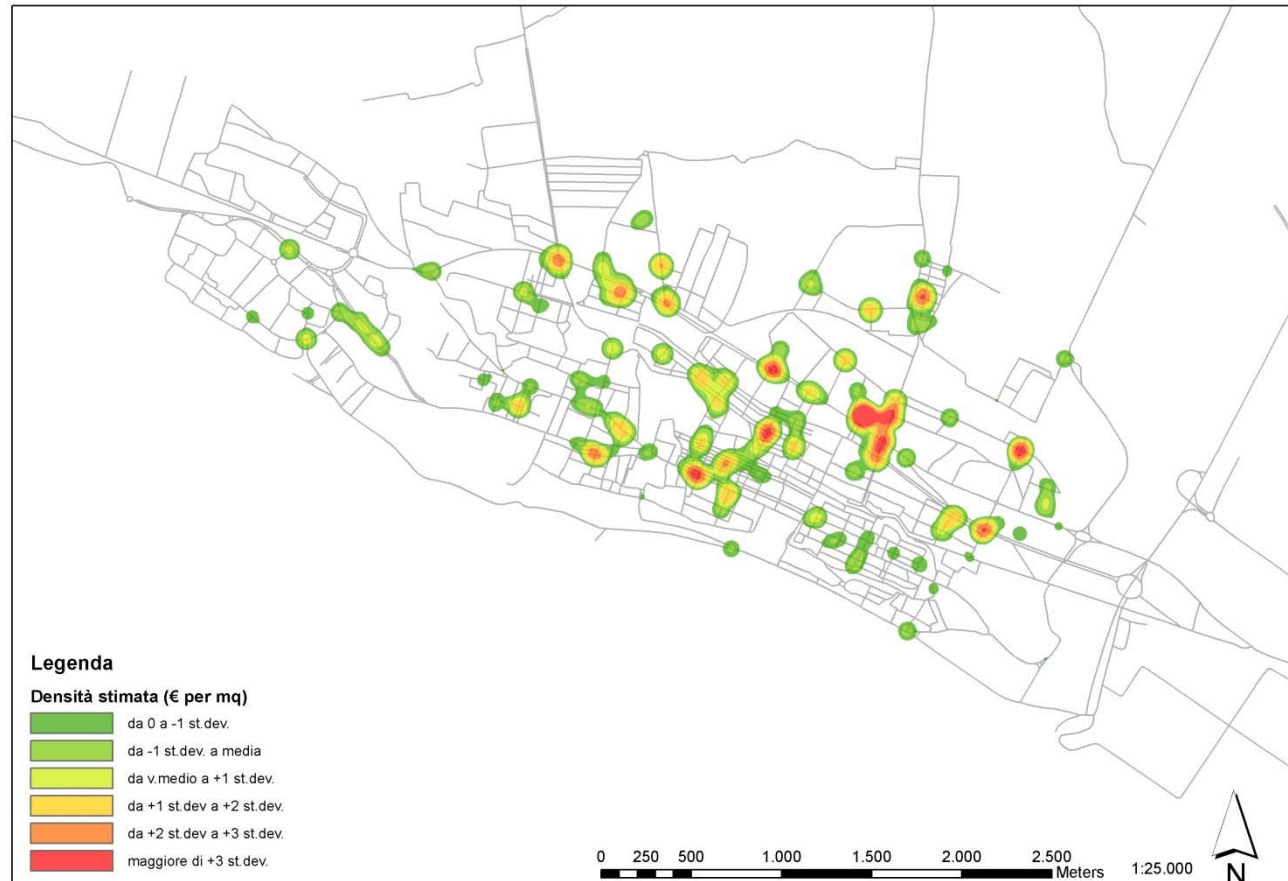 Legenda
Densità stimata (€ per mq)
da 0 a -1 st.dev.
da -1 st.dev. a media
da v.medio a +1 st.dev.
da +1 st.dev a +2 st.dev.
da +2 st.dev a +3 st.dev.
maggiore di +3 st.dev.
0 250 500 1.000 1.500 2.000 2.500
Meters
1:25.000
N